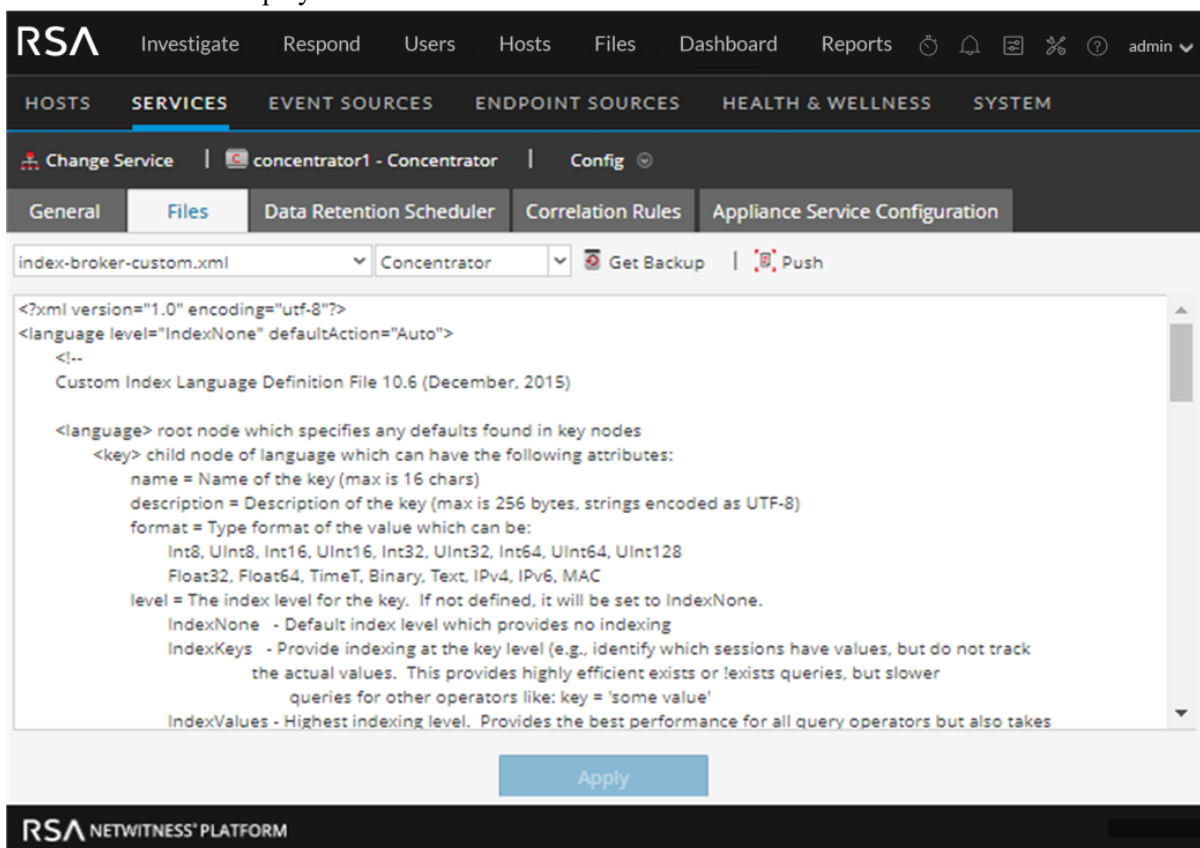 RSA Investigate Respond Users Hosts Files Dashboard Reports admin
HOSTS SERVICES EVENT SOURCES ENDPOINT SOURCES HEALTH & WELLNESS SYSTEM
Change Service | C concentrator1 - Concentrator | Config
General Files Data Retention Scheduler Correlation Rules Appliance Service Configuration
index-broker-custom.xml Concentrator Get Backup | Push
<?xml version="1.0" encoding="utf-8"?>
<language level="IndexNone" defaultAction="Auto">
<!--
Custom Index Language Definition File 10.6 (December, 2015)
<language> root node which specifies any defaults found in key nodes
<key> child node of language which can have the following attributes:
name = Name of the key (max is 16 chars)
description = Description of the key (max is 256 bytes, strings encoded as UTF-8)
format = Type format of the value which can be:
Int8, UInt8, Int16, UInt16, Int32, UInt32, Int64, UInt64, UInt128
Float32, Float64, TimeT, Binary, Text, IPv4, IPv6, MAC
level = The index level for the key. If not defined, it will be set to IndexNone.
IndexNone - Default index level which provides no indexing
IndexKeys - Provide indexing at the key level (e.g., identify which sessions have values, but do not track
the actual values. This provides highly efficient exists or !exists queries, but slower
queries for other operators like: key = 'some value'
IndexValues - Highest indexing level. Provides the best performance for all query operators but also takes
Apply
RSA NETWITNESS® PLATFORM